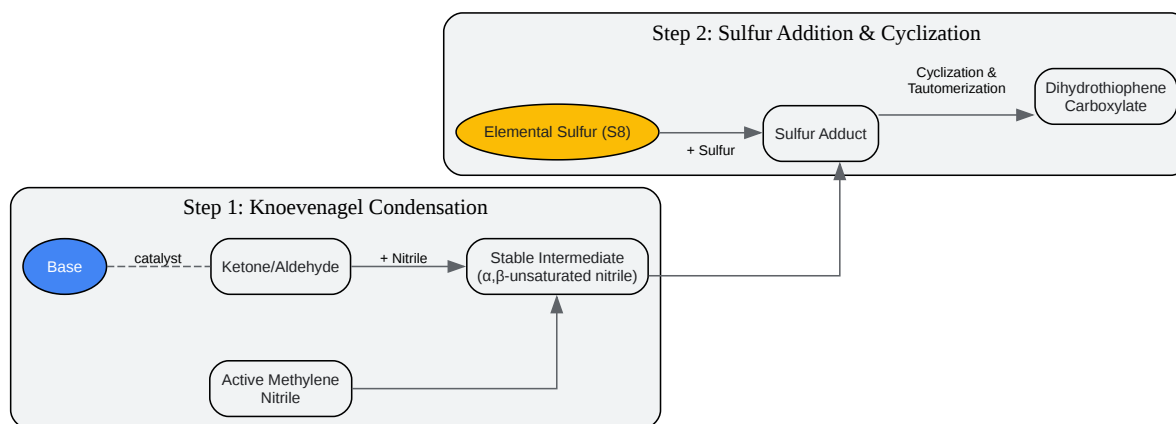 Step 2: Sulfur Addition & Cyclization
Cyclization &
Tautomerization
Dihydrothiophene
Carboxylate
Elemental Sulfur (S8)
+ Sulfur
Sulfur Adduct
Step 1: Knoevenagel Condensation
Base
catalyst
Ketone/Aldehyde
+ Nitrile
Stable Intermediate
(α,β-unsaturated nitrile)
Active Methylene
Nitrile